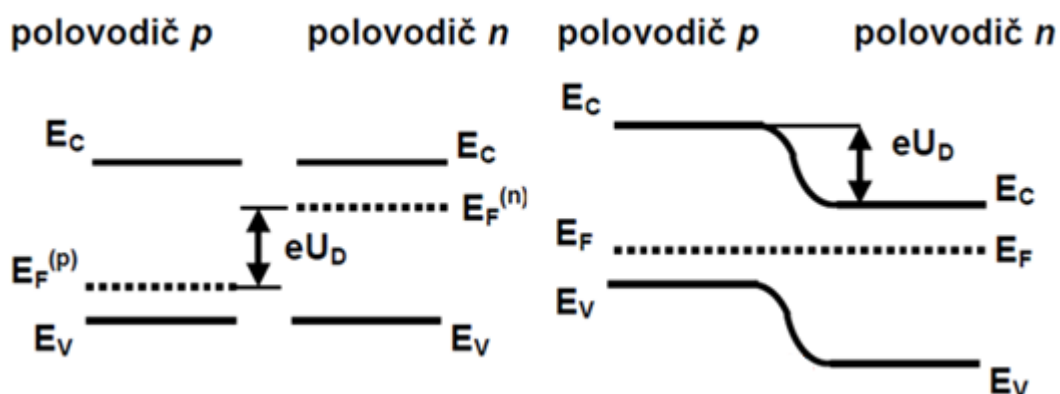 polovodič p polovodič n polovodič p polovodič n
E_C E_C E_C eU_D E_C
E_F^(p) eU_D E_F^(n) E_F E_F
E_V E_V E_V E_V